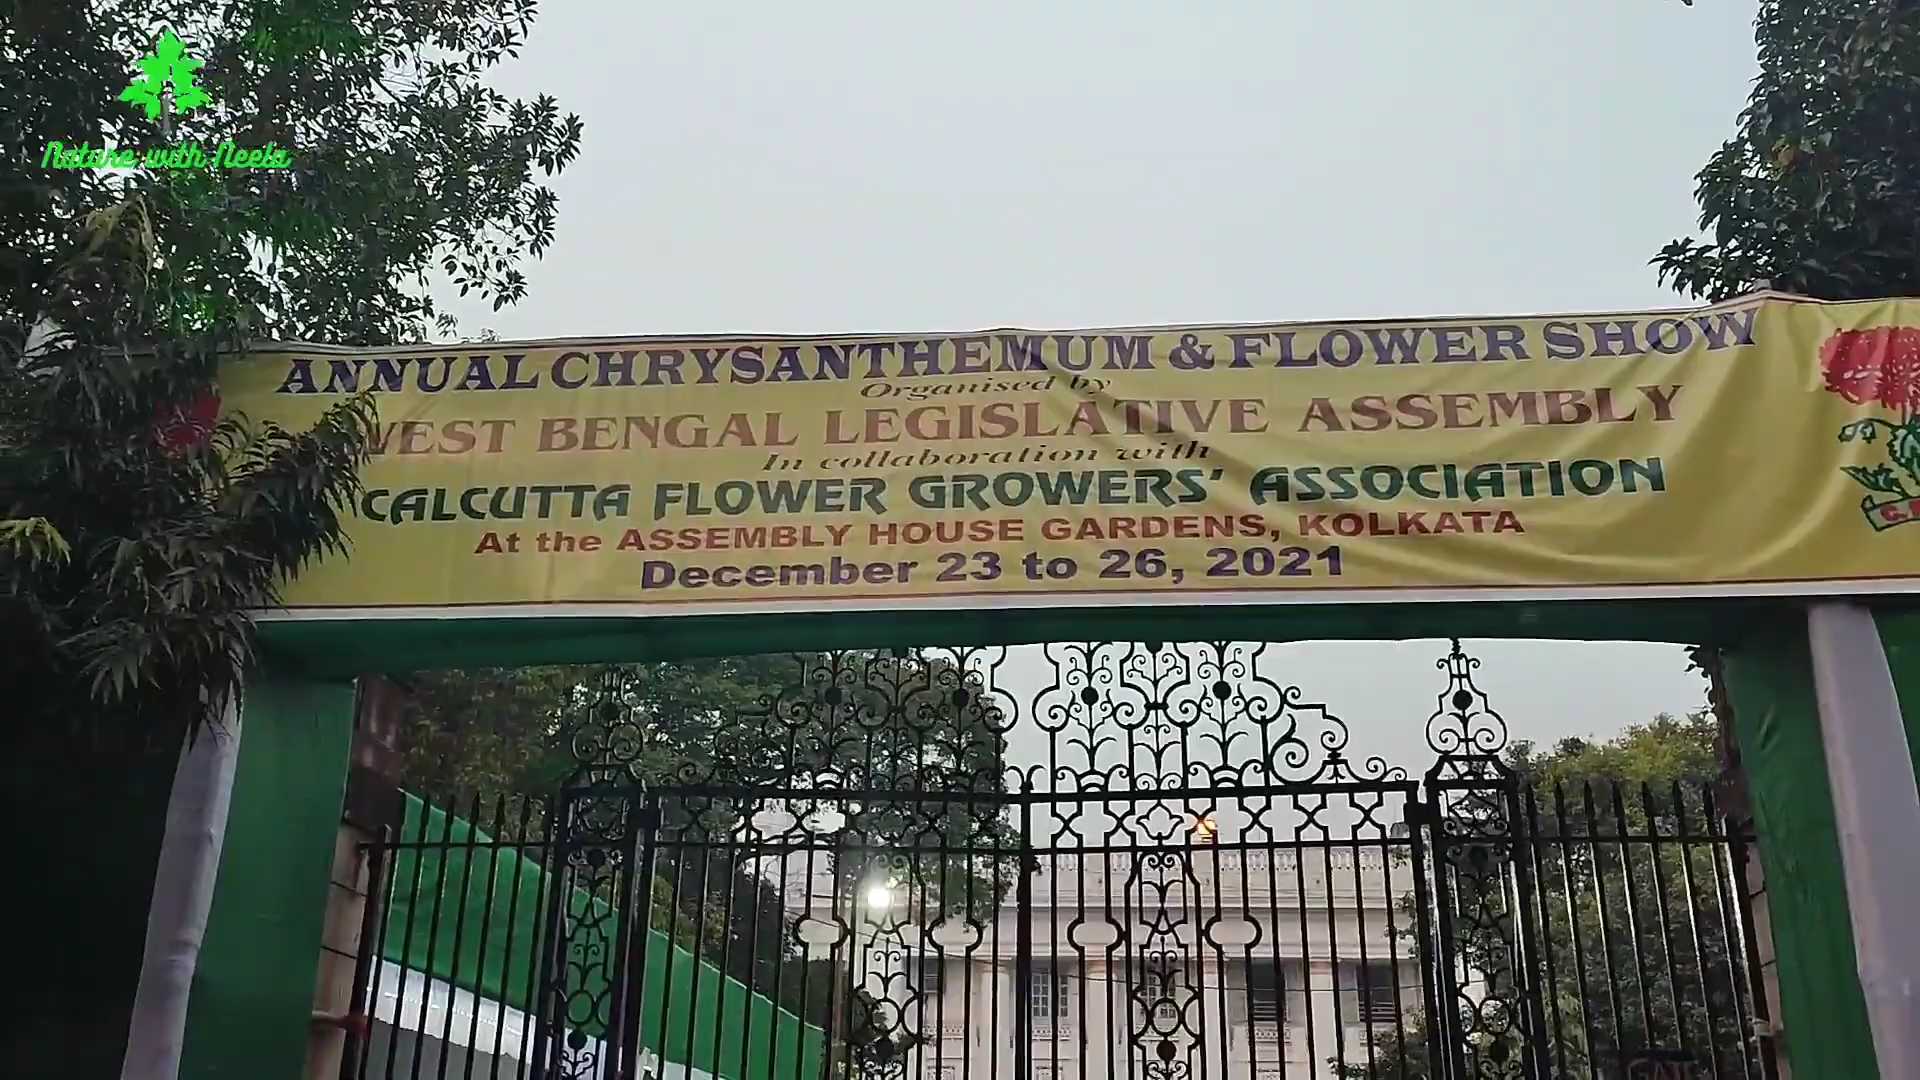 Nature with Neela
ANNUAL CHRYSANTHEMUM & FLOWER SHOW
Organised by
WEST BENGAL LEGISLATIVE ASSEMBLY
In collaboration with
CALCUTTA FLOWER GROWERS' ASSOCIATION
At the ASSEMBLY HOUSE GARDENS, KOLKATA
December 23 to 26, 2021